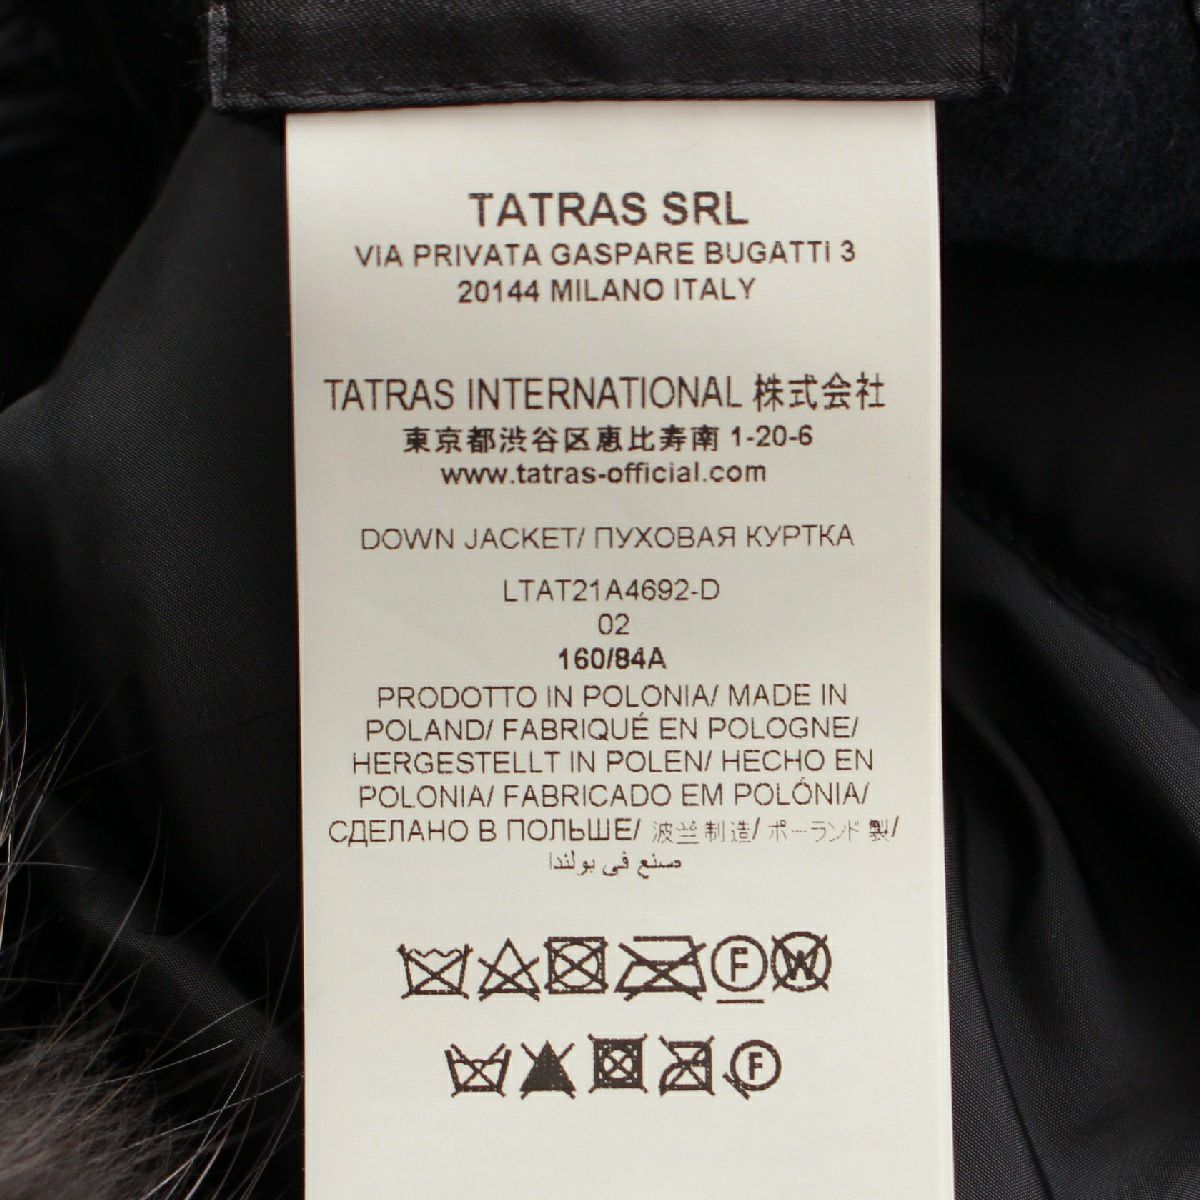 TATRAS SRL
VIA PRIVATA GASPARE BUGATTI 3
20144 MILANO ITALY
TATRAS INTERNATIONAL 株式会社
東京都渋谷区恵比寿南 1-20-6
www.tatras-official.com
DOWN JACKET/ ПУХОВАЯ КУРТКА
LTAT21A4692-D
02
160/84A
PRODOTTO IN POLONIA/ MADE IN
POLAND/ FABRIQUÉ EN POLOGNE/
HERGESTELLT IN POLEN/ HECHO EN
POLONIA/ FABRICADO EM POLÓNIA/
СДЕЛАНО В ПОЛЬШЕ/ 波兰制造/ ポーランド製/
صنع في بولندا
F W
F